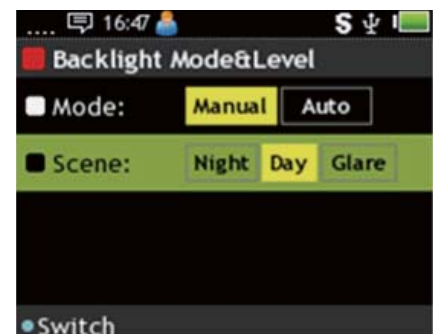 .... 16:47 S
Backlight Mode&Level
Mode: Manual Auto
Scene: Night Day Glare
Switch